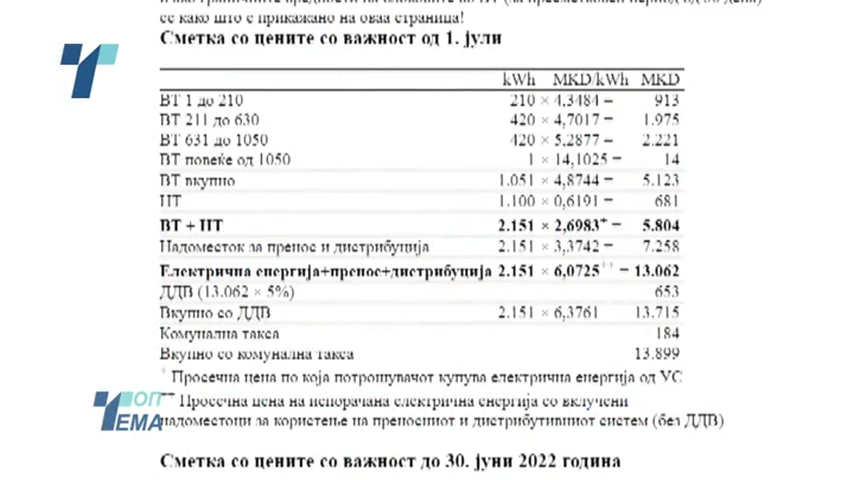 се како што е прикажано на оваа страница!
Сметка со цените со важност од 1. јули
kWh MKD/kWh MKD
ВТ 1 до 210 210 × 4.3484 = 913
ВТ 211 до 630 420 × 4,7017 = 1.975
ВТ 631 до 1050 420 × 5.2877 = 2.221
ВТ повеќе од 1050 1 × 14,1025 = 14
ВТ вкупно 1.051 × 4,8744 = 5.123
НТ 1.100 × 0,6191 = 681
ВТ + НТ 2.151 × 2,6983⁺ = 5.804
Надоместок за пренос и дистрибуција 2.151 × 3,3742 = 7.258
Електрична енергија+пренос+дистрибуција 2.151 × 6,0725⁺⁺ = 13.062
ДДВ (13.062 × 5%) 653
Вкупно со ДДВ 2.151 × 6,3761 13.715
Комунална такса 184
Вкупно со комунална такса 13.899
⁺ Просечна цена по која потрошувачот купува електрична енергија од УС
⁺⁺ Просечна цена на испорачана електрична енергија со вклучени
надоместоци за користење на преносниот и дистрибутивниот систем (без ДДВ)
ТОП
ТЕМА
Сметка со цените со важност до 30. јуни 2022 година